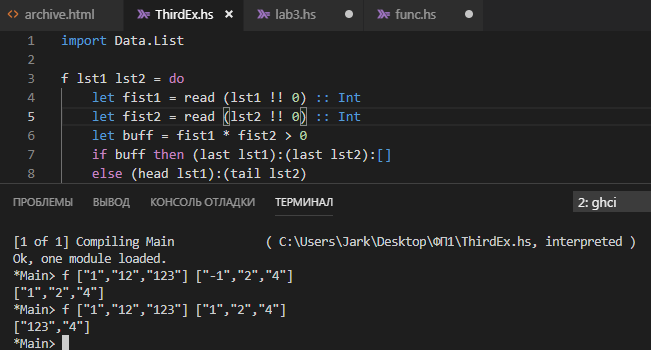 archive.html ThirdEx.hs lab3.hs func.hs
1 import Data.List
2
3 f lst1 lst2 = do
4 let fist1 = read (lst1 !! 0) :: Int
5 let fist2 = read (lst2 !! 0) :: Int
6 let buff = fist1 * fist2 > 0
7 if buff then (last lst1):(last lst2):[]
8 else (head lst1):(tail lst2)
ПРОБЛЕМЫ ВЫВОД КОНСОЛЬ ОТЛАДКИ ТЕРМИНАЛ 2: ghci
[1 of 1] Compiling Main ( C:\Users\Jark\Desktop\ФП1\ThirdEx.hs, interpreted )
Ok, one module loaded.
*Main> f ["1","12","123"] ["-1","2","4"]
["1","2","4"]
*Main> f ["1","12","123"] ["1","2","4"]
["123","4"]
*Main>